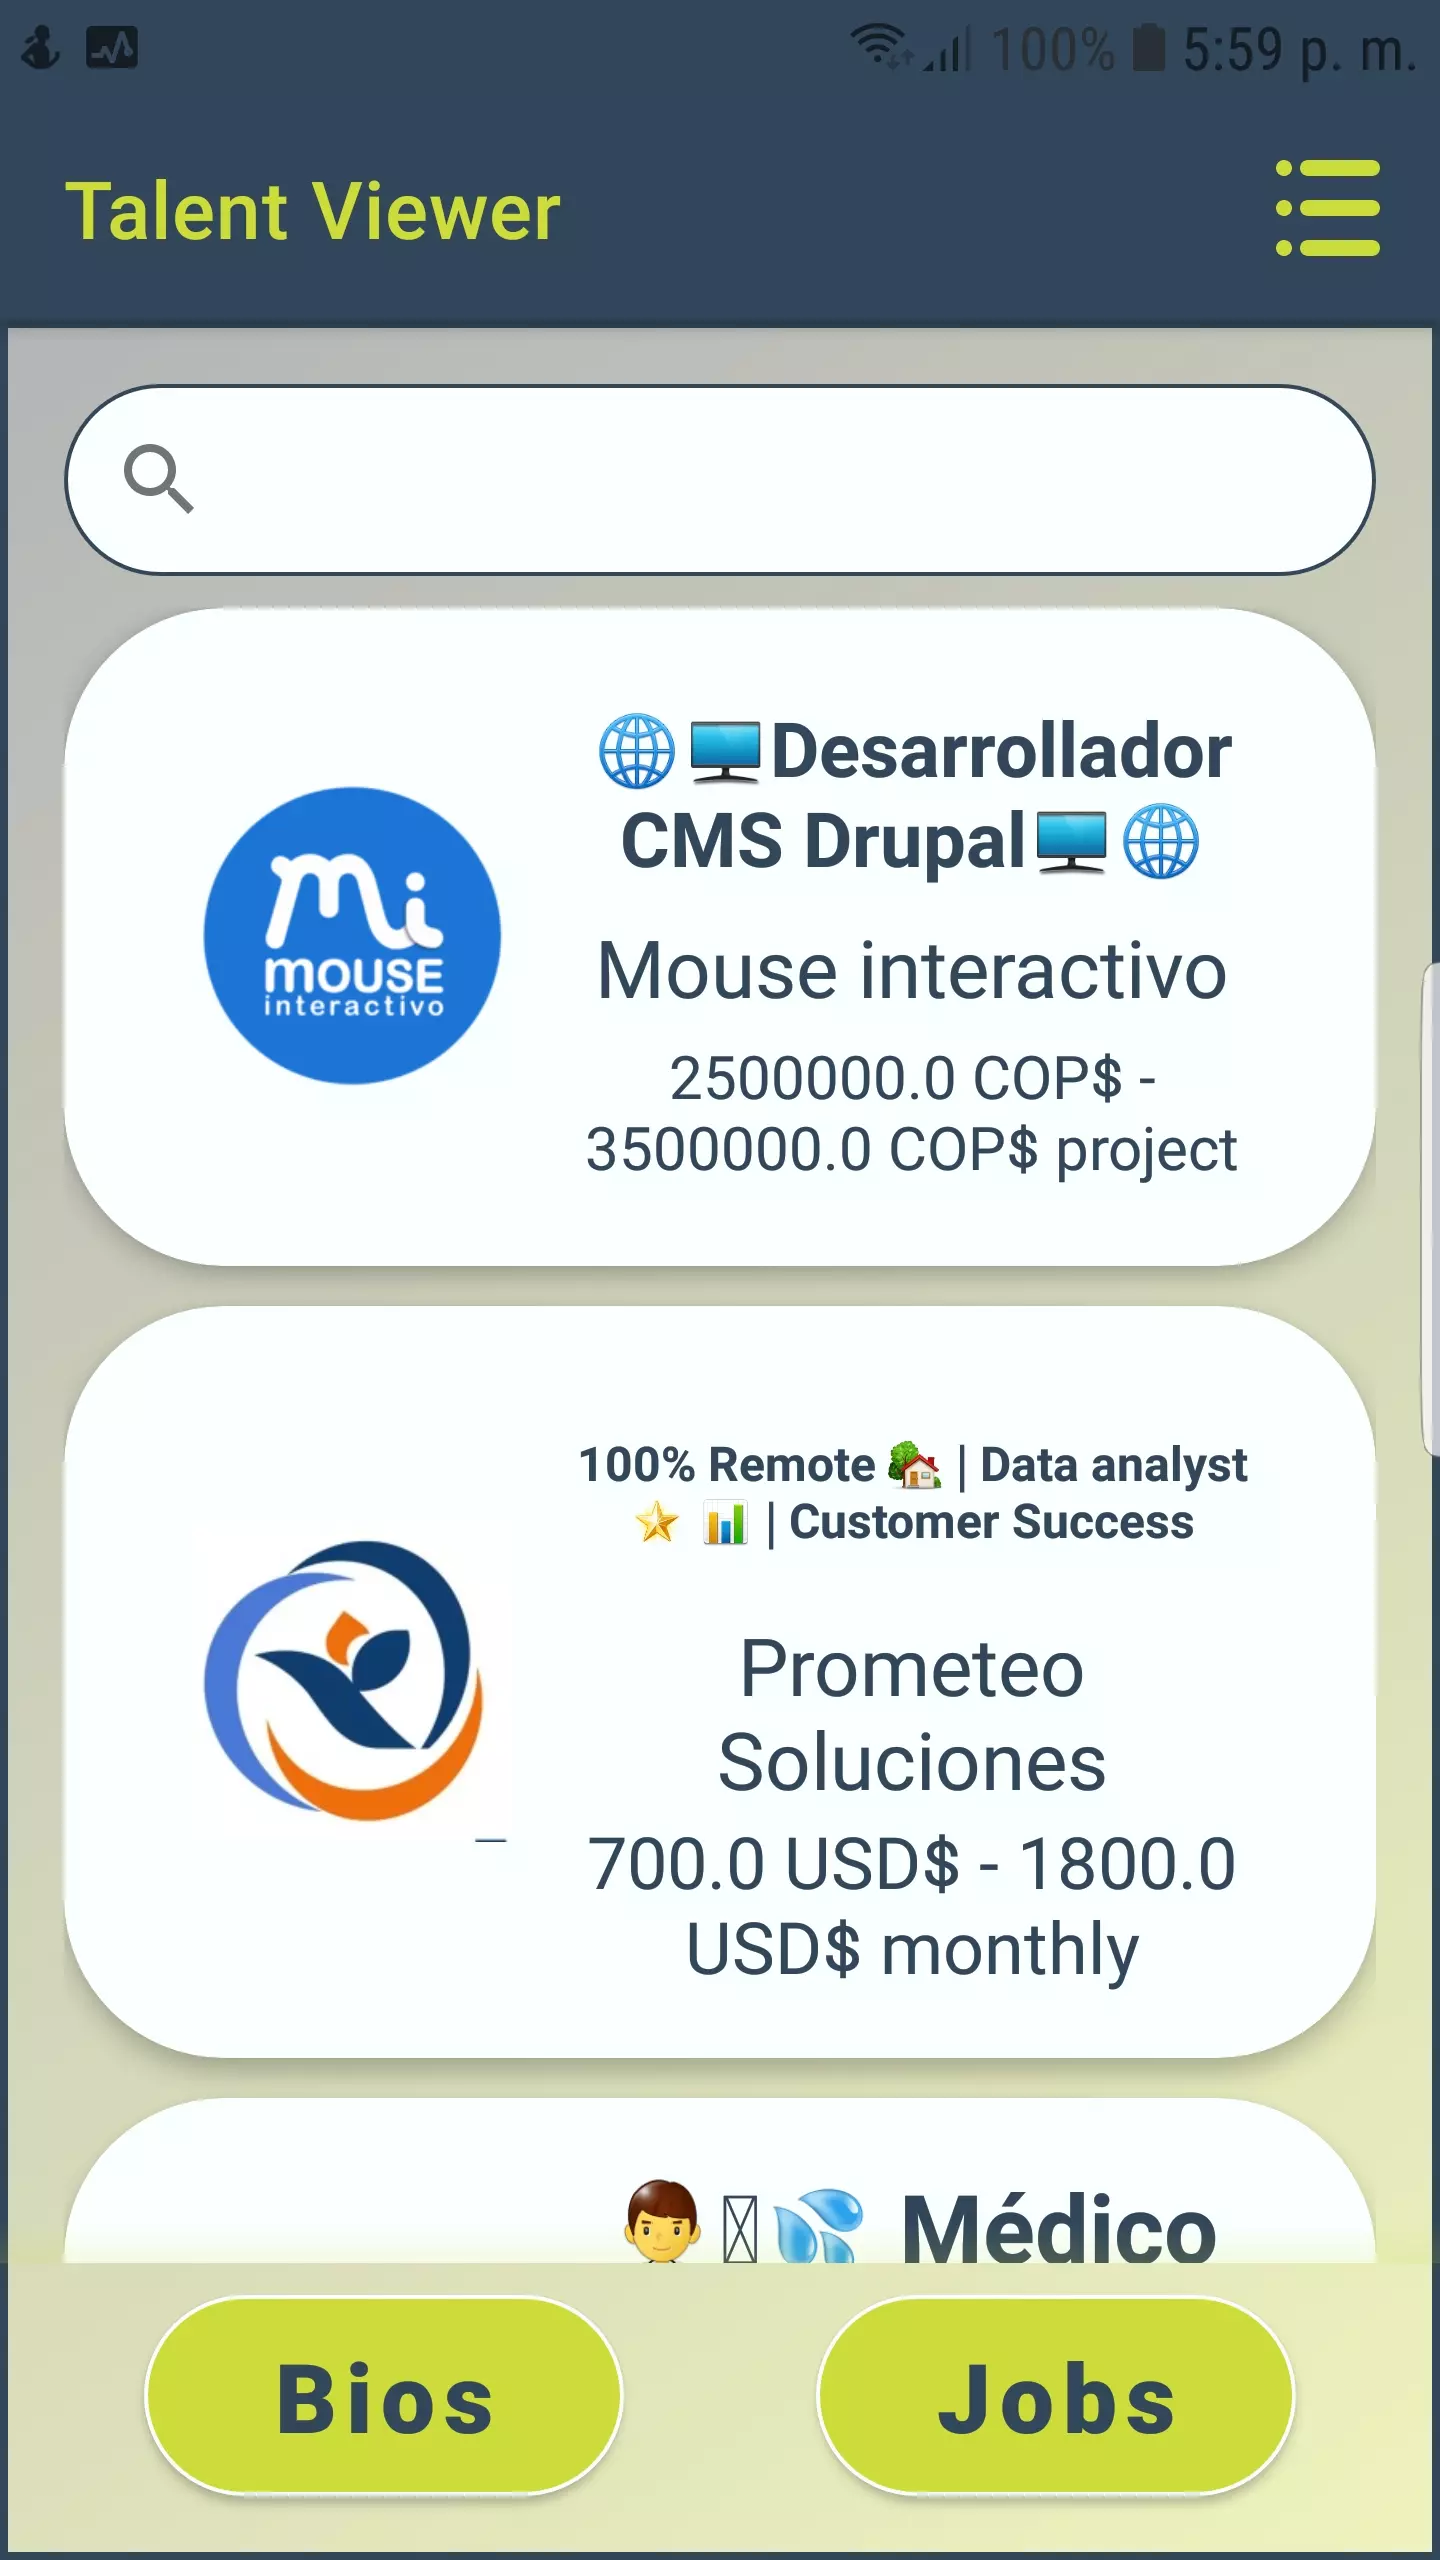 100% 5:59 p. m.
Talent Viewer
🌐🖥️Desarrollador
CMS Drupal🖥️🌐
mi
mouse
interactivo
Mouse interactivo
2500000.0 COP$ -
3500000.0 COP$ project
100% Remote 🏡 | Data analyst
⭐ 📊 | Customer Success
Prometeo
Soluciones
700.0 USD$ - 1800.0
USD$ monthly
👨💦 Médico
Bios
Jobs